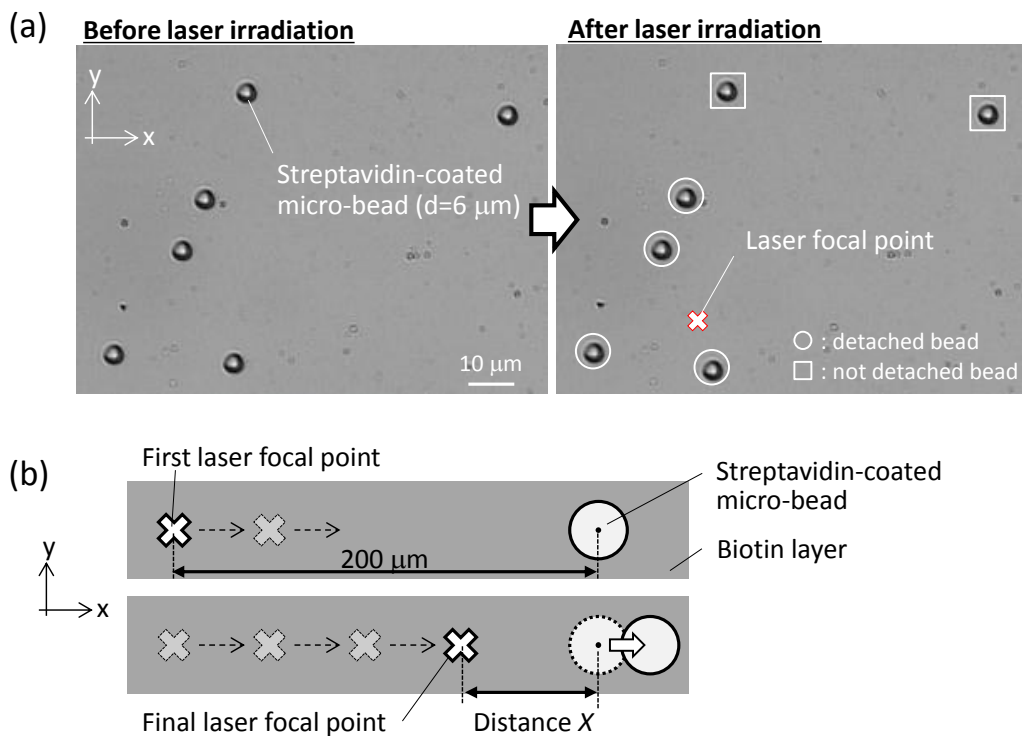 (a)
Before laser irradiation
After laser irradiation
y
x
Streptavidin-coated
micro-bead (d=6 μm)
10 μm
Laser focal point
: detached bead
: not detached bead
(b)
First laser focal point
Streptavidin-coated
micro-bead
Biotin layer
200 μm
y
x
Final laser focal point
Distance X